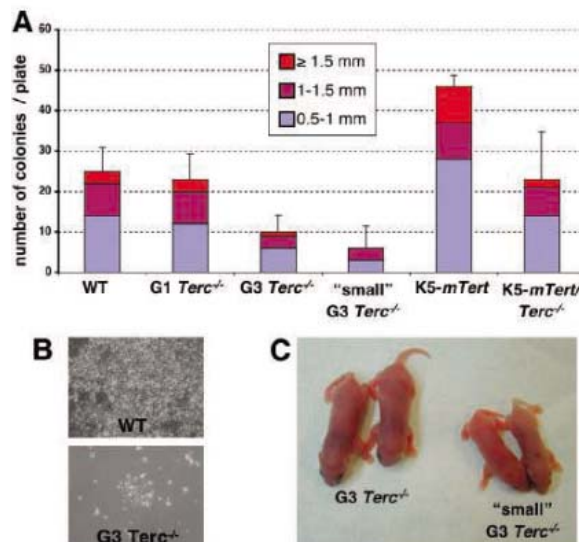 A
number of colonies / plate
60
50
40
30
20
10
0
≥ 1.5 mm
1-1.5 mm
0.5-1 mm
WT
G1 Terc-/-
G3 Terc-/-
"small"
G3 Terc-/-
K5-mTert
K5-mTert/
Terc-/-
B
WT
G3 Terc-/-
C
G3 Terc-/-
"small"
G3 Terc-/-